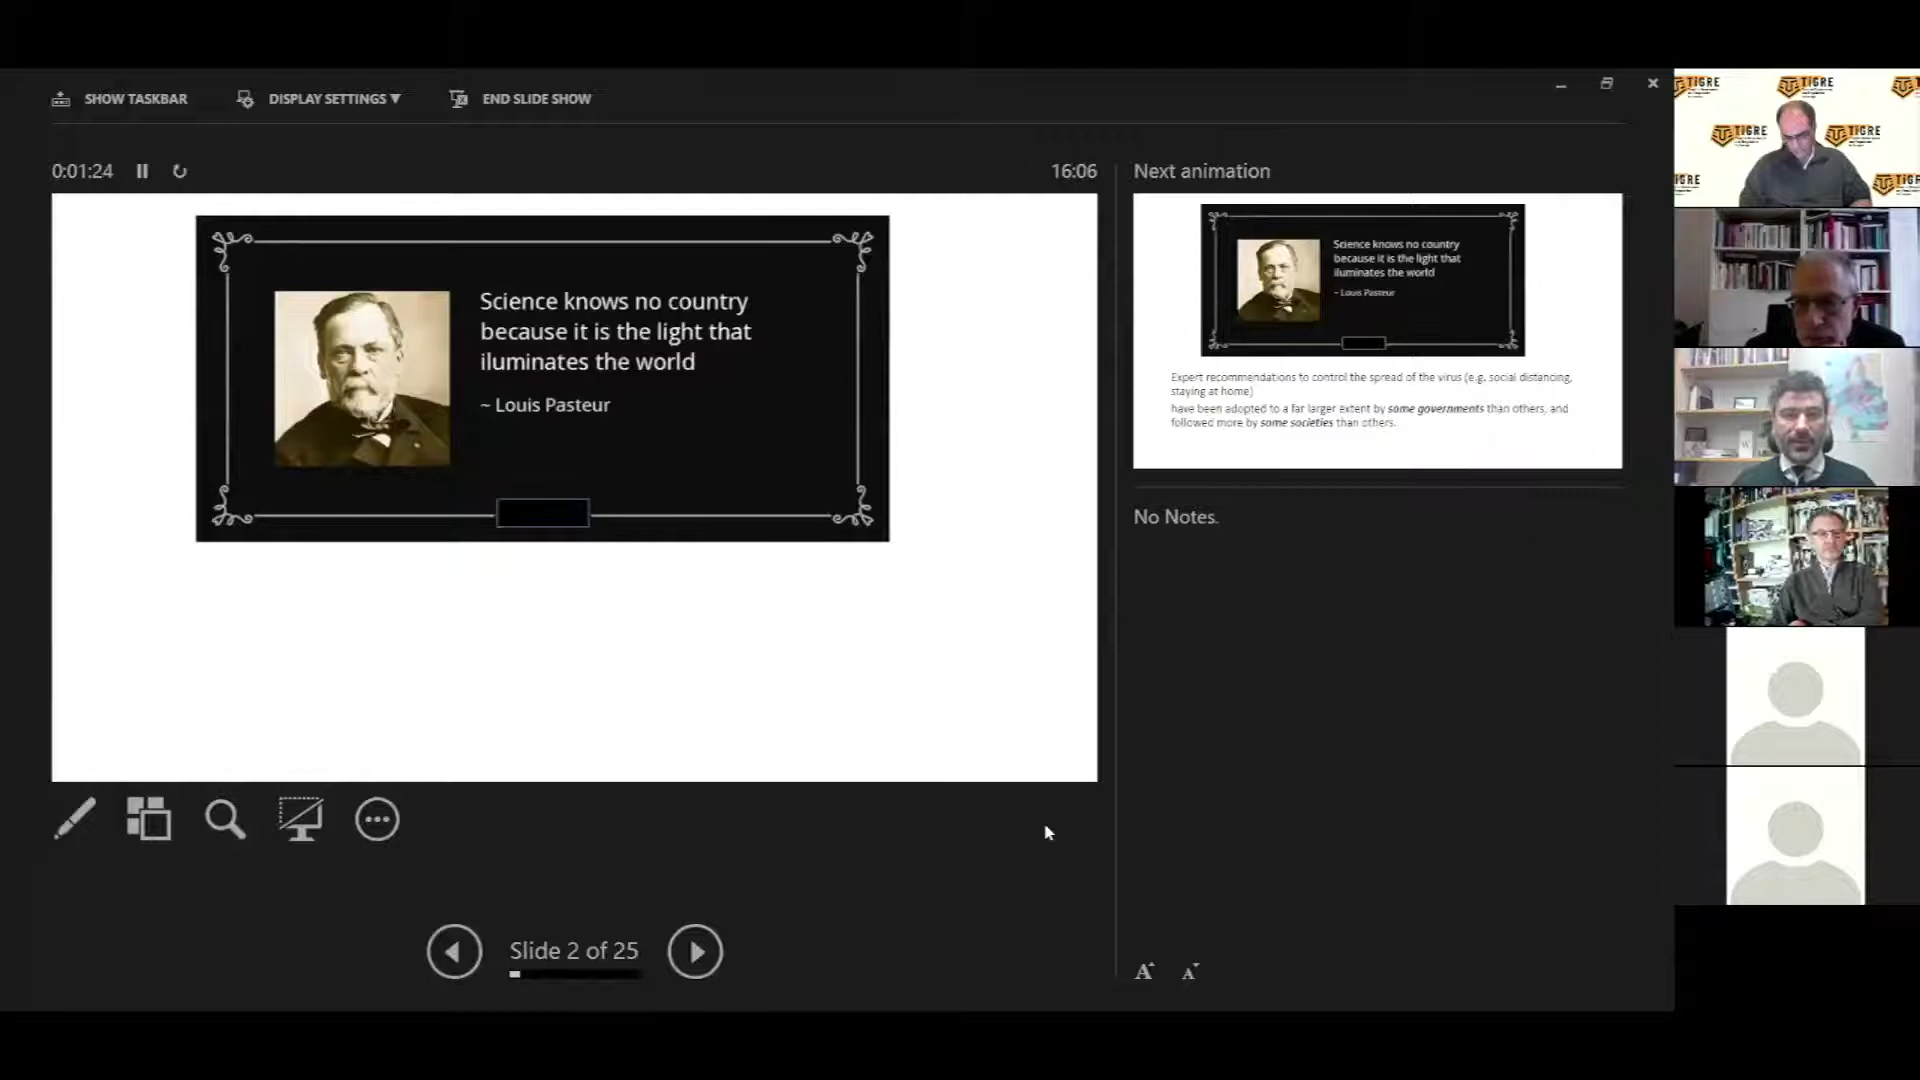 SHOW TASKBAR
DISPLAY SETTINGS ▼
END SLIDE SHOW
0:01:24
16:06
Science knows no country
because it is the light that
iluminates the world
~ Louis Pasteur
Next animation
Science knows no country
because it is the light that
iluminates the world
~ Louis Pasteur
Expert recommendations to control the spread of the virus (e.g. social distancing,
staying at home)
have been adopted to a far larger extent by some governments than others, and
followed more by some societies than others.
No Notes.
Slide 2 of 25
A A
TIGRE
TIGRE
TIGRE
TIGRE